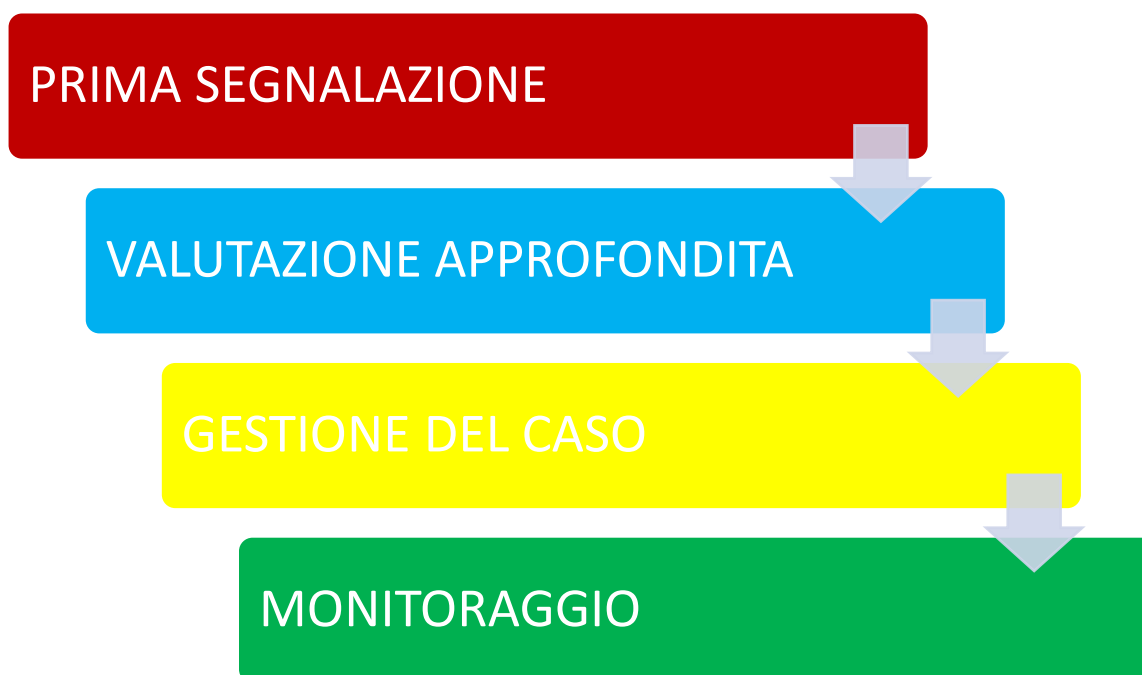 PRIMA SEGNALAZIONE
VALUTAZIONE APPROFONDITA
GESTIONE DEL CASO
MONITORAGGIO